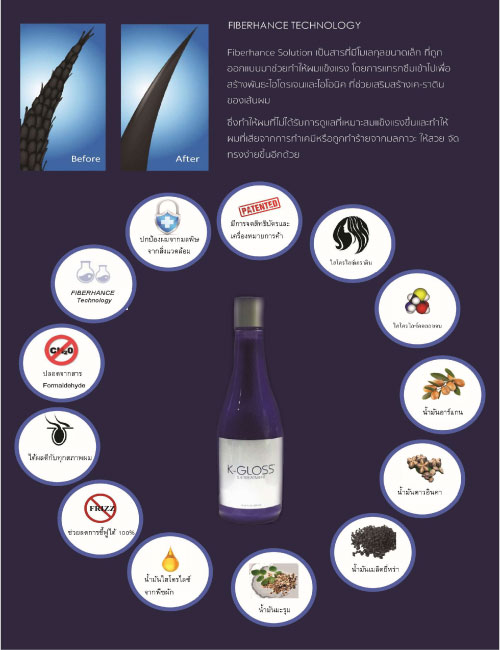 FIBERHANCE TECHNOLOGY
Fiberhance Solution เป็นสารที่มีโมเลกุลขนาดเล็ก ที่ถูก
ออกแบบมาช่วยทำให้ผมแข็งแรง โดยการแทรกซึมเข้าไปเพื่อ
สร้างพันธะไฮโดรเจนและไอโอนิค ที่ช่วยเสริมสร้างเค-ราติน
ของเส้นผม
ซึ่งทำให้ผมที่ไม่ได้รับการดูแลที่เหมาะสมแข็งแรงขึ้นและทำให้
ผมที่เสียจากการทำเคมีหรือถูกทำร้ายจากมลภาวะ ให้สวย จัด
ทรงง่ายขึ้นอีกด้วย
Before
After
PATENTED
มีการจดสิทธิบัตรและ
เครื่องหมายการค้า
ปกป้องผมจากมลพิษ
จากสิ่งแวดล้อม
ไฮโดรไลซ์เคราติน
FIBERHANCE
Technology
ไฮโดรไลซ์คอลลาเจน
CH2O
ปลอดจากสาร
Formaldehyde
น้ำมันอาร์แกน
ได้ผลดีกับทุกสภาพผม
น้ำมันดาวอินคา
K-GLOSS
FRIZZ
ช่วยลดการชี้ฟูได้ 100%
น้ำมันเมล็ดยี่หร่า
น้ำมันไฮโดรไลซ์
จากพืชผัก
น้ำมันมะรุม